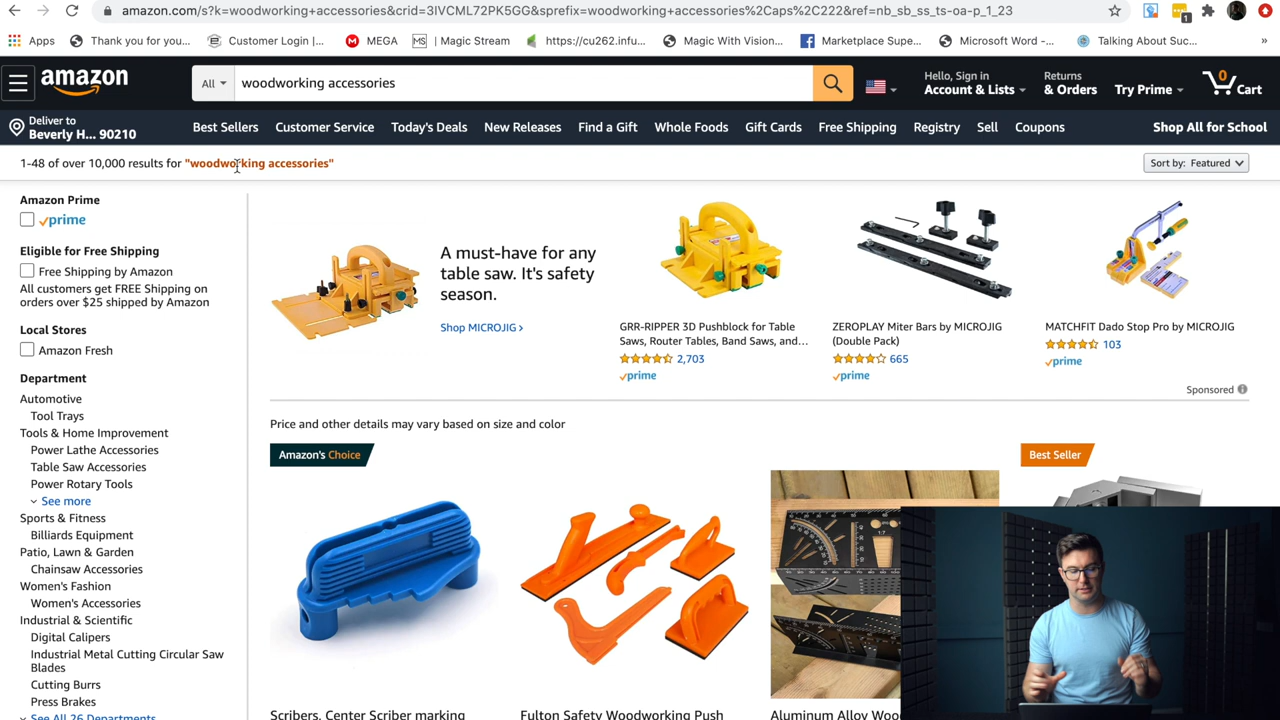 amazon.com/s?k=woodworking+accessories&crid=3IVCML72PK5GG&sprefix=woodworking+accessories%2Caps%2C222&ref=nb_sb_ss_ts-oa-p_1_23
1
Apps
Thank you for you...
Customer Login |...
MEGA
MS | Magic Stream
https://cu262.infu...
Magic With Vision...
Marketplace Supe...
Microsoft Word -...
Talking About Suc...
»
amazon
All
woodworking accessories
Hello, Sign in
Account & Lists
Returns
& Orders
Try Prime
0
Cart
Deliver to
Beverly H... 90210
Best Sellers
Customer Service
Today's Deals
New Releases
Find a Gift
Whole Foods
Gift Cards
Free Shipping
Registry
Sell
Coupons
Shop All for School
1-48 of over 10,000 results for "woodworking accessories"
Sort by: Featured
Amazon Prime
prime
Eligible for Free Shipping
Free Shipping by Amazon
All customers get FREE Shipping on
orders over $25 shipped by Amazon
Local Stores
Amazon Fresh
Department
Automotive
Tool Trays
Tools & Home Improvement
Power Lathe Accessories
Table Saw Accessories
Power Rotary Tools
See more
Sports & Fitness
Billiards Equipment
Patio, Lawn & Garden
Chainsaw Accessories
Women's Fashion
Women's Accessories
Industrial & Scientific
Digital Calipers
Industrial Metal Cutting Circular Saw
Blades
Cutting Burrs
Press Brakes
See All 26 Departments
A must-have for any
table saw. It's safety
season.
Shop MICROJIG ›
GRR-RIPPER 3D Pushblock for Table
Saws, Router Tables, Band Saws, and...
2,703
prime
ZEROPLAY Miter Bars by MICROJIG
(Double Pack)
665
prime
MATCHFIT Dado Stop Pro by MICROJIG
103
prime
Sponsored
Price and other details may vary based on size and color
Amazon's Choice
Best Seller
Scribers, Center Scriber marking
Fulton Safety Woodworking Push
Aluminum Alloy Woo